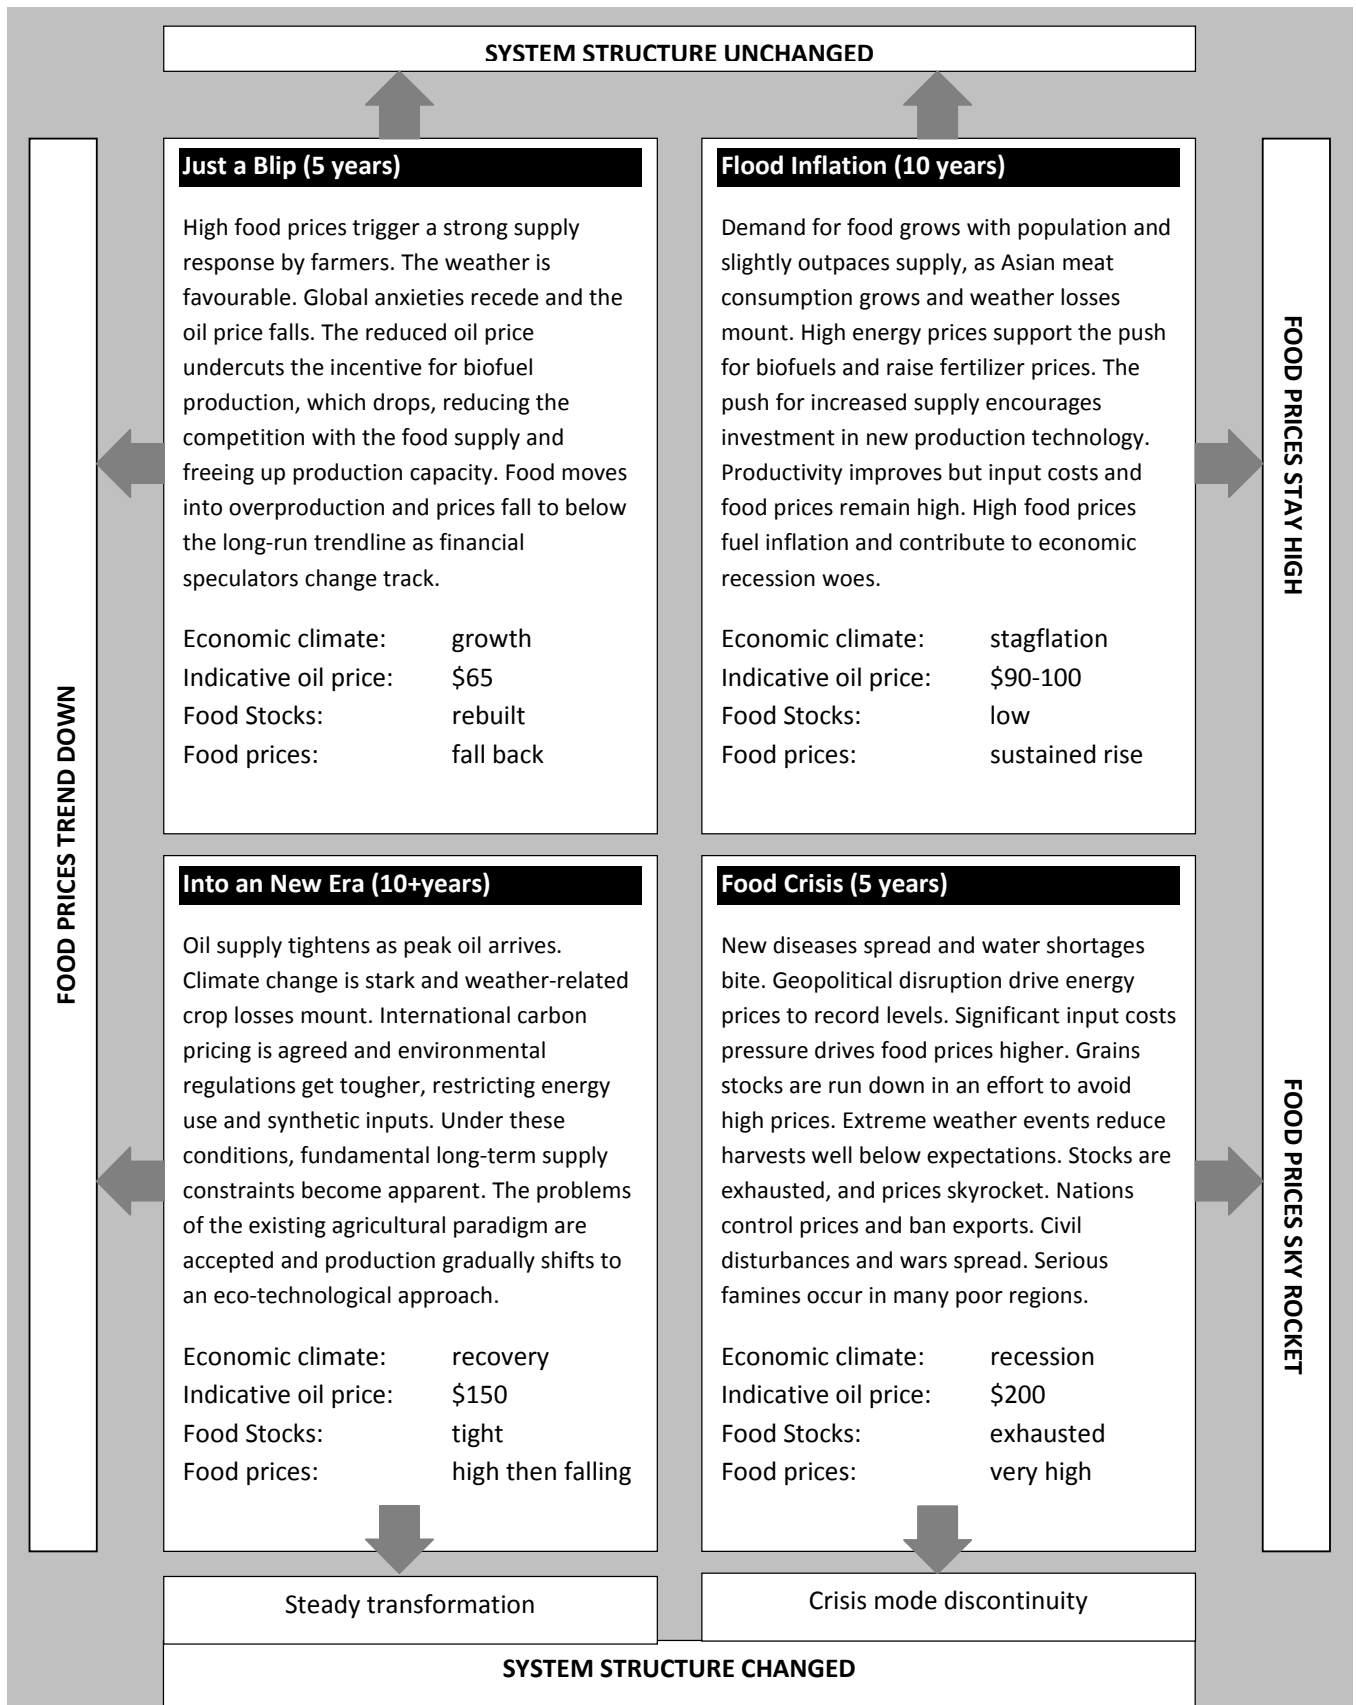 SYSTEM STRUCTURE UNCHANGED
FOOD PRICES TREND DOWN
Just a Blip (5 years)
High food prices trigger a strong supply
response by farmers. The weather is
favourable. Global anxieties recede and the
oil price falls. The reduced oil price
undercuts the incentive for biofuel
production, which drops, reducing the
competition with the food supply and
freeing up production capacity. Food moves
into overproduction and prices fall to below
the long-run trendline as financial
speculators change track.
Economic climate: growth
Indicative oil price: $65
Food Stocks: rebuilt
Food prices: fall back
Flood Inflation (10 years)
Demand for food grows with population and
slightly outpaces supply, as Asian meat
consumption grows and weather losses
mount. High energy prices support the push
for biofuels and raise fertilizer prices. The
push for increased supply encourages
investment in new production technology.
Productivity improves but input costs and
food prices remain high. High food prices
fuel inflation and contribute to economic
recession woes.
Economic climate: stagflation
Indicative oil price: $90-100
Food Stocks: low
Food prices: sustained rise
FOOD PRICES STAY HIGH
Into an New Era (10+years)
Oil supply tightens as peak oil arrives.
Climate change is stark and weather-related
crop losses mount. International carbon
pricing is agreed and environmental
regulations get tougher, restricting energy
use and synthetic inputs. Under these
conditions, fundamental long-term supply
constraints become apparent. The problems
of the existing agricultural paradigm are
accepted and production gradually shifts to
an eco-technological approach.
Economic climate: recovery
Indicative oil price: $150
Food Stocks: tight
Food prices: high then falling
Food Crisis (5 years)
New diseases spread and water shortages
bite. Geopolitical disruption drive energy
prices to record levels. Significant input costs
pressure drives food prices higher. Grains
stocks are run down in an effort to avoid
high prices. Extreme weather events reduce
harvests well below expectations. Stocks are
exhausted, and prices skyrocket. Nations
control prices and ban exports. Civil
disturbances and wars spread. Serious
famines occur in many poor regions.
Economic climate: recession
Indicative oil price: $200
Food Stocks: exhausted
Food prices: very high
FOOD PRICES SKY ROCKET
Steady transformation
Crisis mode discontinuity
SYSTEM STRUCTURE CHANGED